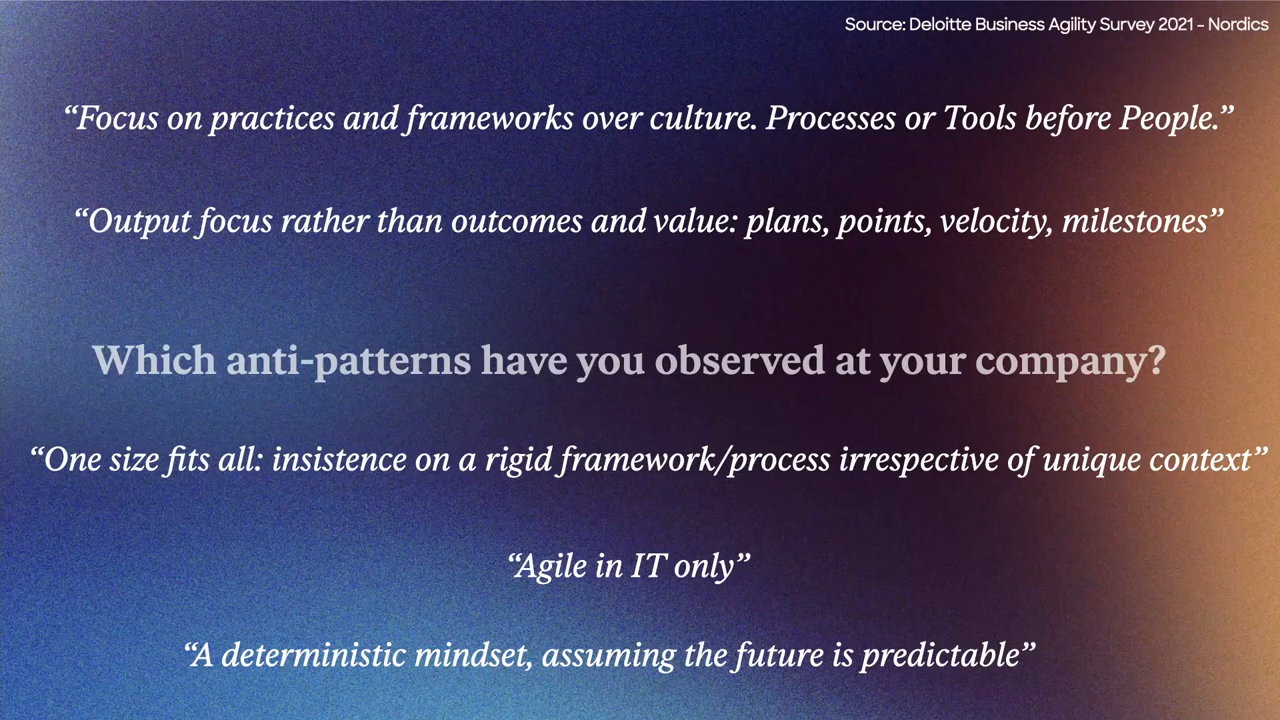 Source: Deloitte Business Agility Survey 2021 - Nordics
“Focus on practices and frameworks over culture. Processes or Tools before People.”
“Output focus rather than outcomes and value: plans, points, velocity, milestones”
Which anti-patterns have you observed at your company?
“One size fits all: insistence on a rigid framework/process irrespective of unique context”
“Agile in IT only”
“A deterministic mindset, assuming the future is predictable”